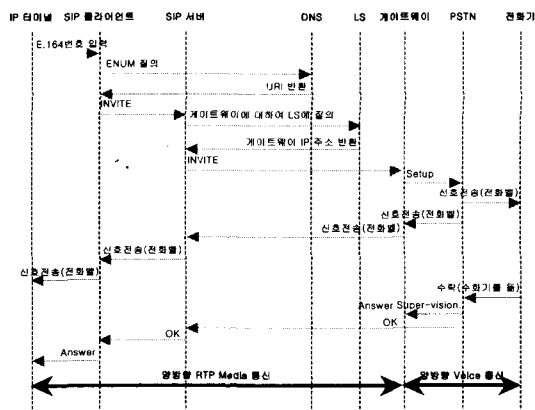 IP 터미널 SIP 클라이언트 SIP 서버 DNS LS 게이트웨이 PSTN 전화기
E.164번호 입력
ENUM 질의
URI 반환
INVITE
게이트웨이에 대하여 LS에 질의
게이트웨이 IP 주소 반환
INVITE
Setup
신호전송(전화벨)
신호전송(전화벨)
신호전송(전화벨)
신호전송(전화벨)
신호전송(전화벨)
수락(수화기를 듦)
Answer Super-vision
OK
OK
Answer
양방향 RTP Media 통신 양방향 Voice 통신